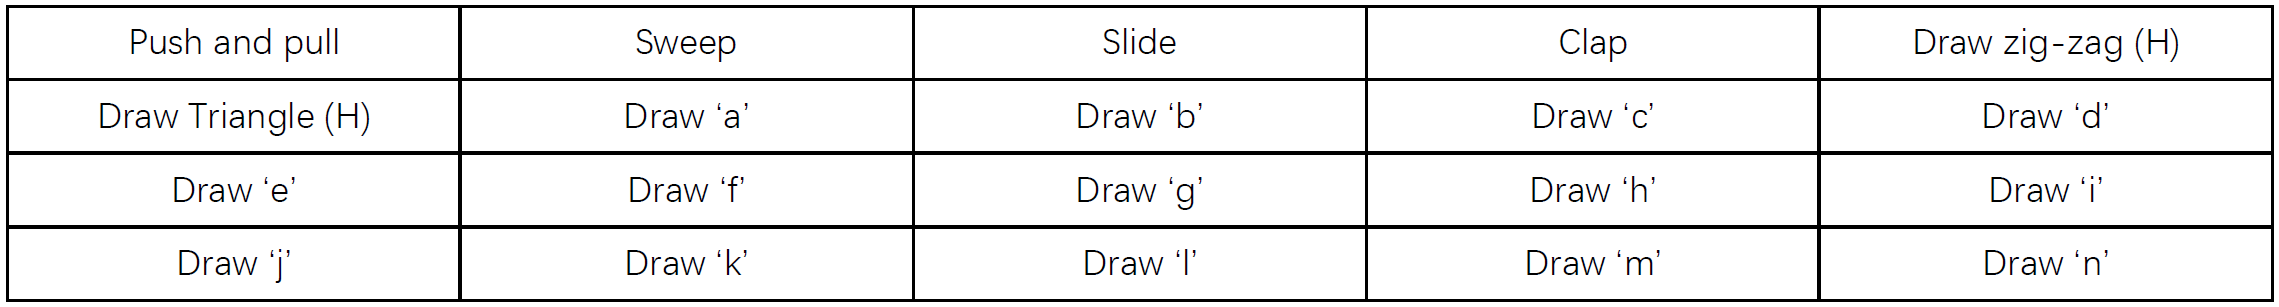 Push and pull Sweep Slide Clap Draw zig-zag (H)
Draw Triangle (H) Draw ‘a’ Draw ‘b’ Draw ‘c’ Draw ‘d’
Draw ‘e’ Draw ‘f’ Draw ‘g’ Draw ‘h’ Draw ‘i’
Draw ‘j’ Draw ‘k’ Draw ‘l’ Draw ‘m’ Draw ‘n’